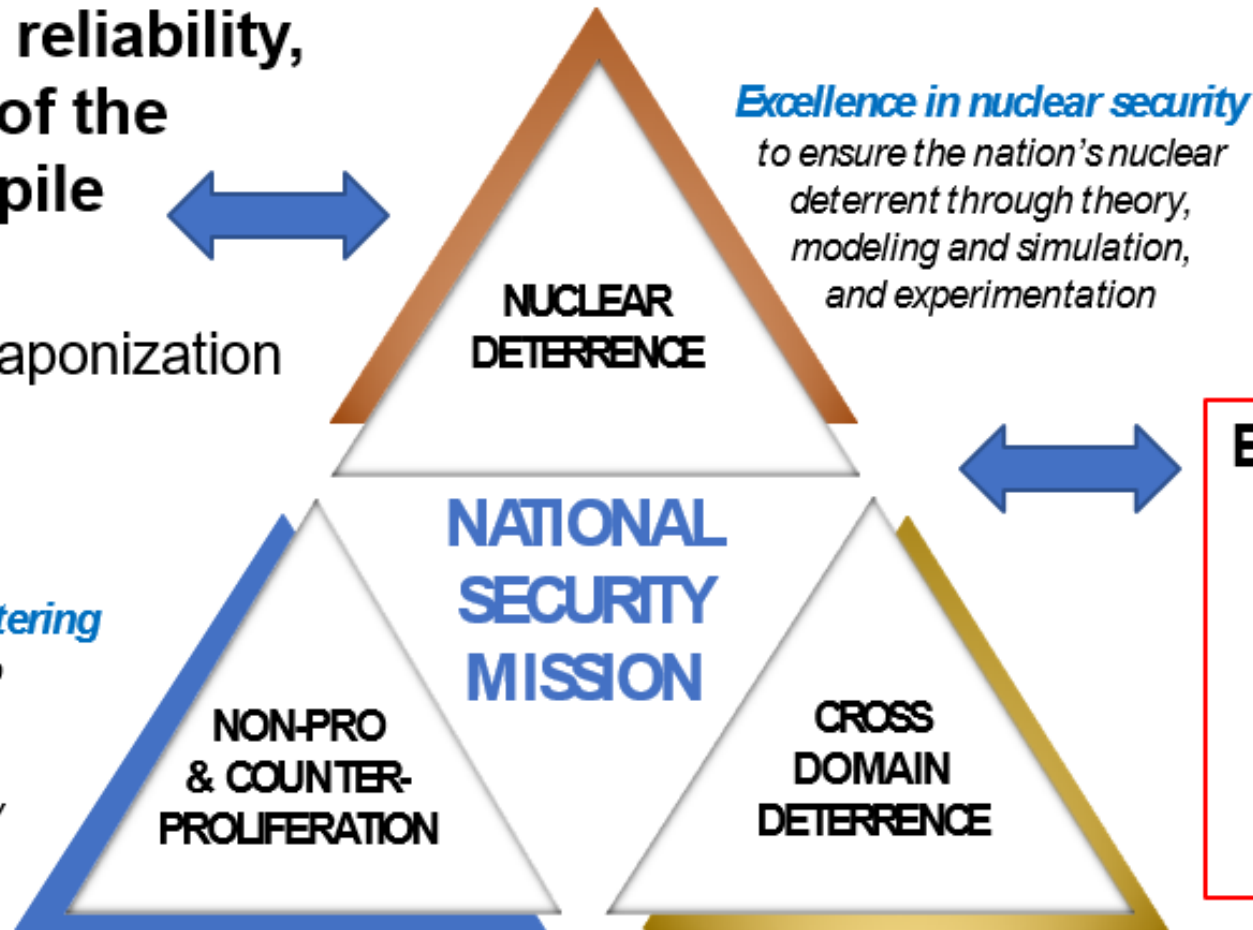 reliability,
of the
pile
aponization
Excellence in nuclear security
to ensure the nation's nuclear
deterrent through theory,
modeling and simulation,
and experimentation
NUCLEAR
DETERRENCE
NATIONAL
SECURITY
MISSION
tering
NON-PRO
& COUNTER-
PROLIFERATION
CROSS
DOMAIN
DETERRENCE
E